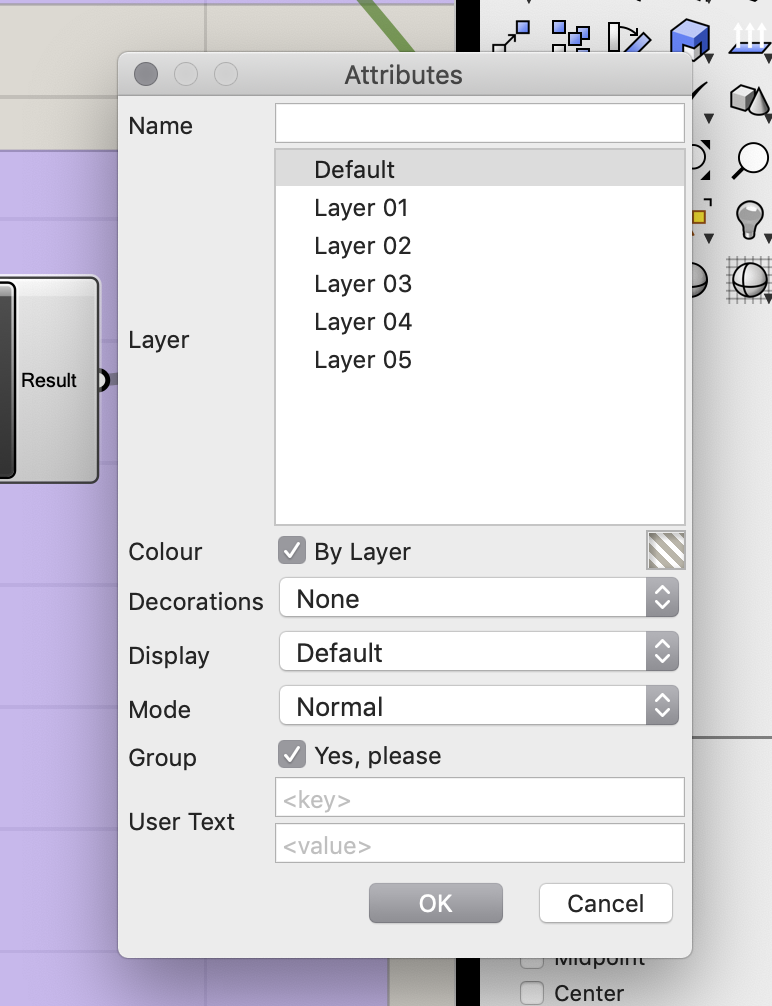 Attributes
Name
Default
Layer 01
Layer 02
Layer 03
Layer 04
Layer 05
Layer
Result
Colour
By Layer
Decorations
None
Display
Default
Mode
Normal
Group
Yes, please
User Text
<key>
<value>
OK
Cancel
Midpoint
Center